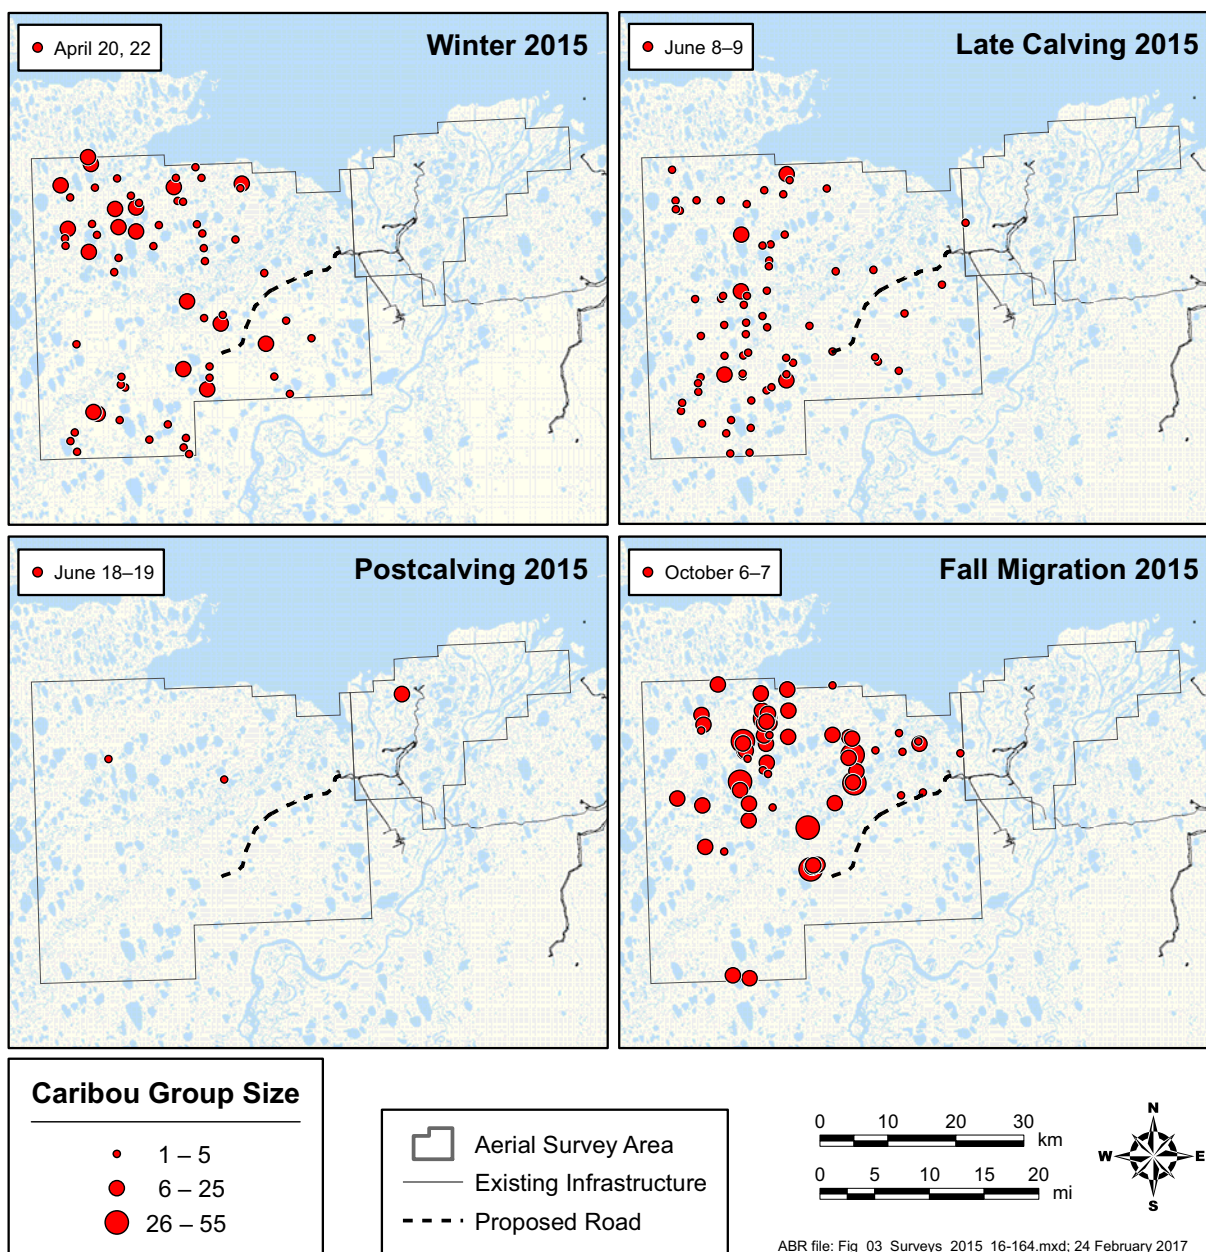 April 20, 22
Winter 2015
June 8–9
Late Calving 2015
June 18–19
Postcalving 2015
October 6–7
Fall Migration 2015
Caribou Group Size
1 – 5
6 – 25
26 – 55
Aerial Survey Area
Existing Infrastructure
Proposed Road
0 10 20 30
km
0 5 10 15 20
mi
N
W E
S
ABR file: Fig_03_Surveys_2015_16-164.mxd; 24 February 2017